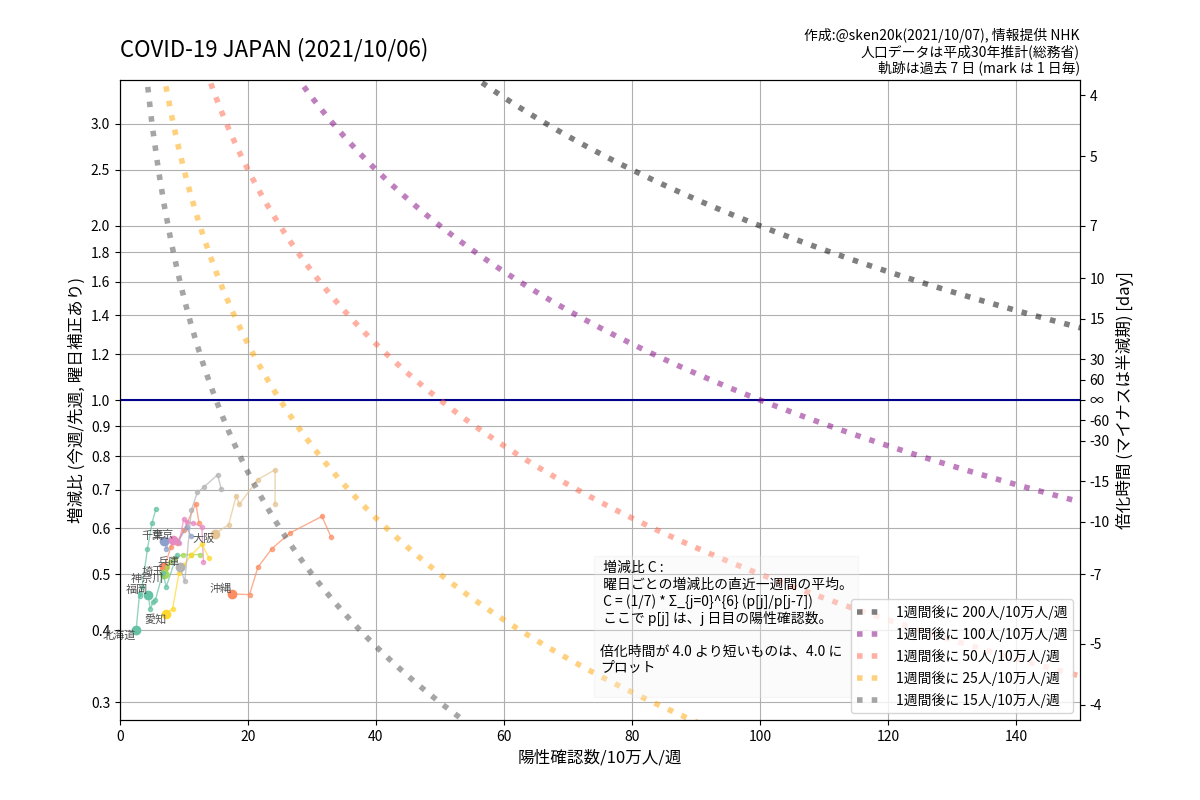 COVID-19 JAPAN (2021/10/06)
作成:@sken20k(2021/10/07), 情報提供 NHK
人口データは平成30年推計(総務省)
軌跡は過去 7 日 (mark は 1 日毎)
増減比 (今週/先週, 曜日補正あり)
3.0
2.5
2.0
1.8
1.6
1.4
1.2
1.0
0.9
0.8
0.7
0.6
0.5
0.4
0.3
4
5
7
10
15
30
60
∞
-60
-30
-15
-10
-7
-5
-4
倍化時間 (マイナスは半減期) [day]
千葉
東京
大阪
兵庫
埼玉
神奈川
福岡
沖縄
愛知
北海道
増減比 C :
曜日ごとの増減比の直近一週間の平均。
C = (1/7) * Σ_{j=0}^{6} (p[j]/p[j-7])
ここで p[j] は、j 日目の陽性確認数。
倍化時間が 4.0 より短いものは、4.0 に
プロット
1週間後に 200人/10万人/週
1週間後に 100人/10万人/週
1週間後に 50人/10万人/週
1週間後に 25人/10万人/週
1週間後に 15人/10万人/週
0
20
40
60
80
100
120
140
陽性確認数/10万人/週